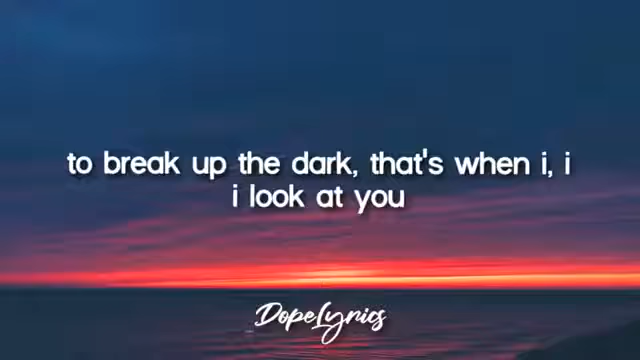 to break up the dark, that's when i, i
i look at you
DopeLyrics